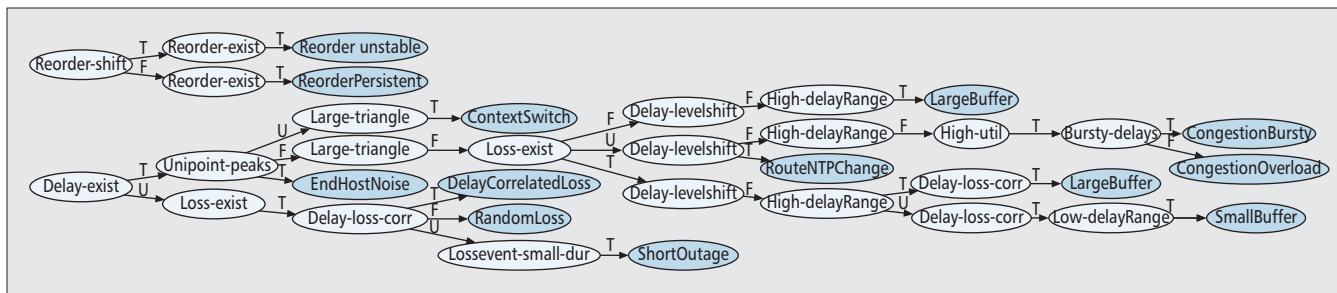 T Reorder-exist T Reorder unstable
Reorder-shift
F Reorder-exist T ReorderPersistent
Large-triangle T ContextSwitch F Delay-levelshift F High-delayRange T LargeBuffer
U Large-triangle F Loss-exist U Delay-levelshift F High-delayRange F High-util T Bursty-delays T CongestionBursty
T Unipoint-peaks F T T RouteNTPChange F CongestionOverload
Delay-exist T EndHostNoise DelayCorrelatedLoss Delay-levelshift F High-delayRange T Delay-loss-corr T LargeBuffer
U Loss-exist T Delay-loss-corr T F RandomLoss U Delay-loss-corr T Low-delayRange T SmallBuffer
U Lossevent-small-dur T ShortOutage